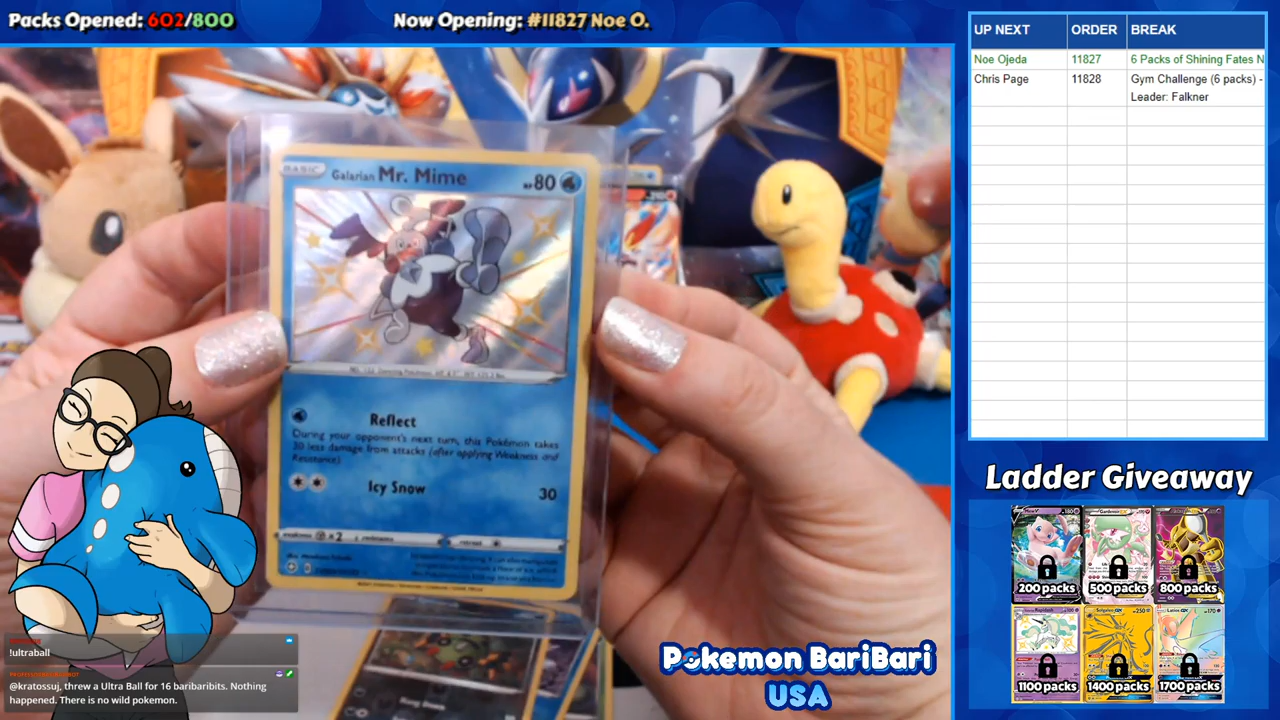 Packs Opened: 602/800
Now Opening: #11827 Noe O.
UP NEXT ORDER BREAK
Noe Ojeda 11827 6 Packs of Shining Fates N
Chris Page 11828 Gym Challenge (6 packs) -
Leader: Falkner
BASIC
Galarian Mr. Mime HP80
Reflect
During your opponent's next turn, this Pokémon takes
30 less damage from attacks (after applying Weakness and
Resistance)
Icy Snow 30
weakness x2 resistance retreat
Ladder Giveaway
200 packs 500 packs 800 packs
1100 packs 1400 packs 1700 packs
!ultraball
@kratossuj, threw a Ultra Ball for 16 baribaribits. Nothing
happened. There is no wild pokemon.
Pokemon BariBari
USA